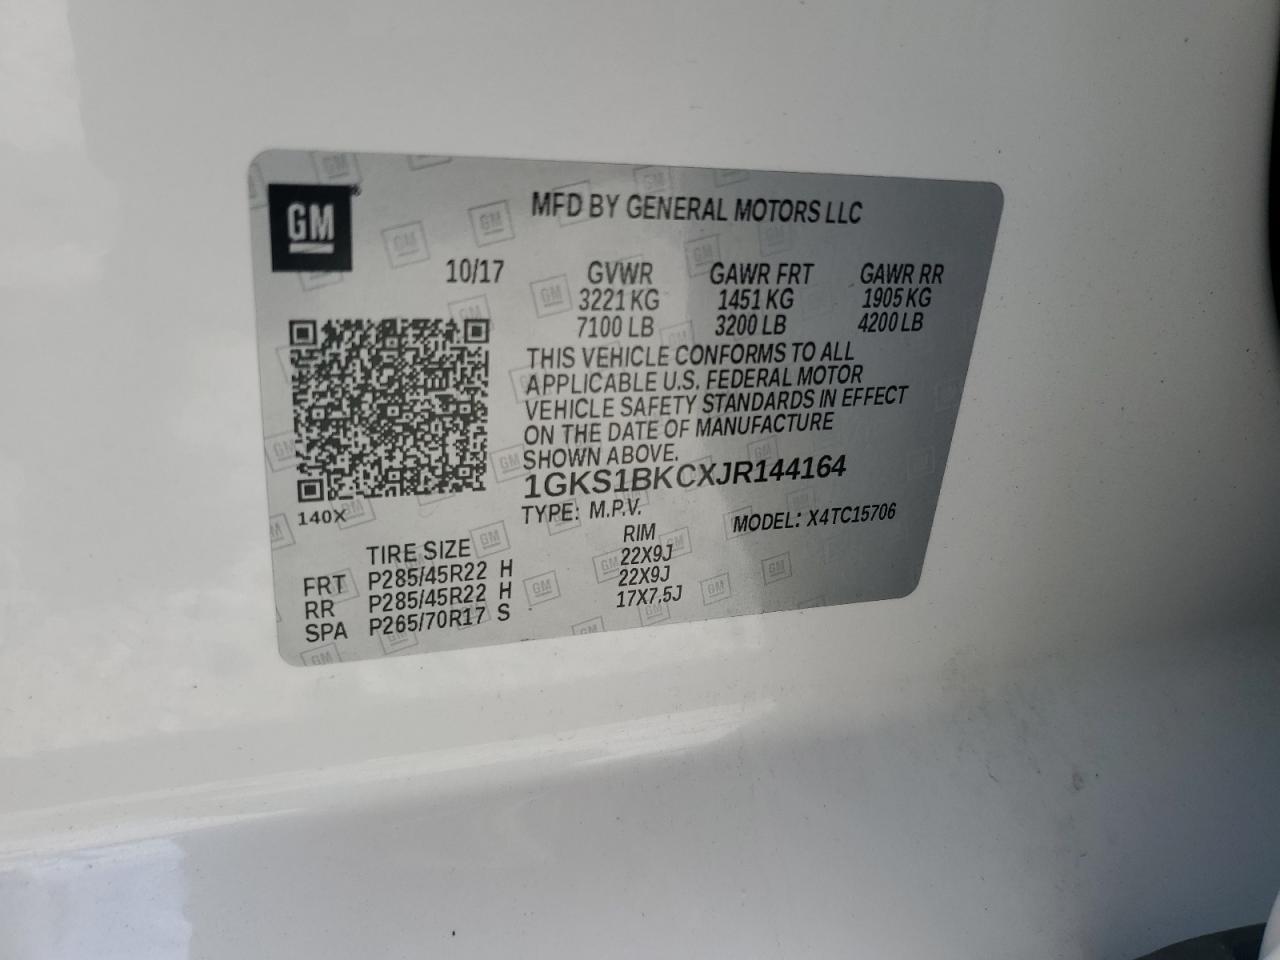 GM
MFD BY GENERAL MOTORS LLC
10/17 GVWR GAWR FRT GAWR RR
3221 KG 1451 KG 1905 KG
7100 LB 3200 LB 4200 LB
THIS VEHICLE CONFORMS TO ALL
APPLICABLE U.S. FEDERAL MOTOR
VEHICLE SAFETY STANDARDS IN EFFECT
ON THE DATE OF MANUFACTURE
SHOWN ABOVE.
1GKS1BKCXJR144164
140X
TYPE: M.P.V. MODEL: X4TC15706
TIRE SIZE RIM
FRT P285/45R22 H 22X9J
RR P285/45R22 H 22X9J
SPA P265/70R17 S 17X7,5J